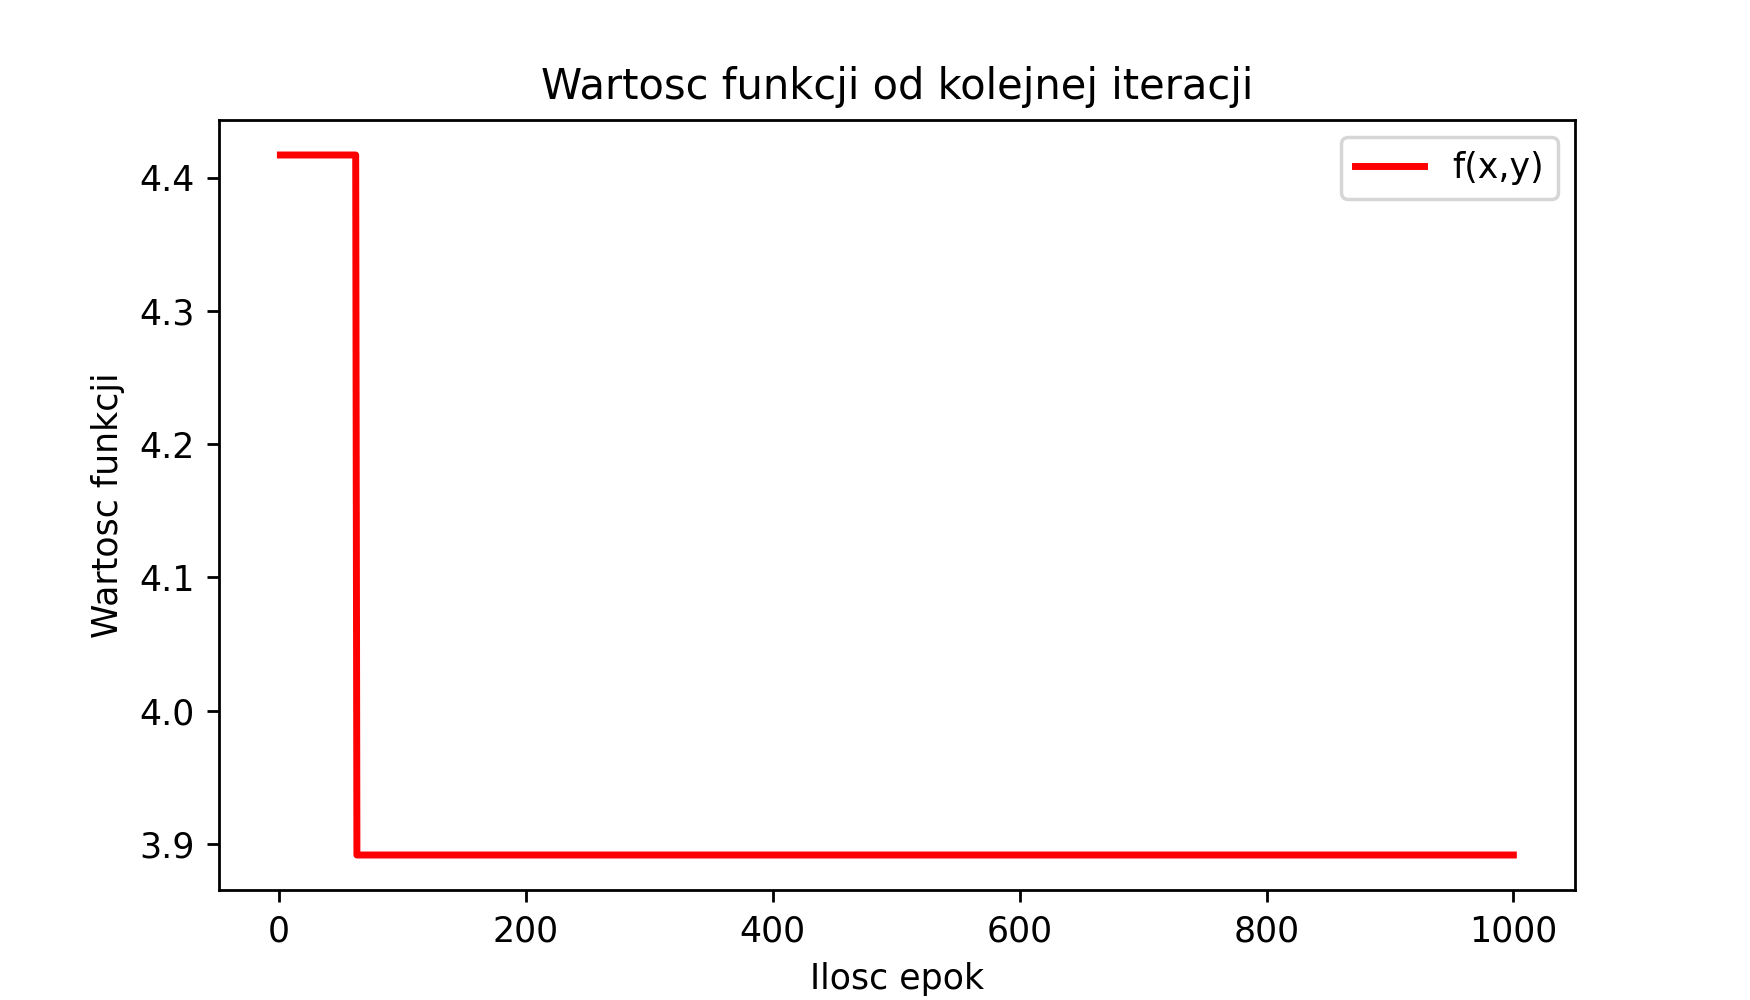 Wartosc funkcji od kolejnej iteracji
f(x,y)
4.4
4.3
4.2
4.1
4.0
3.9
Wartosc funkcji
0 200 400 600 800 1000
Ilosc epok